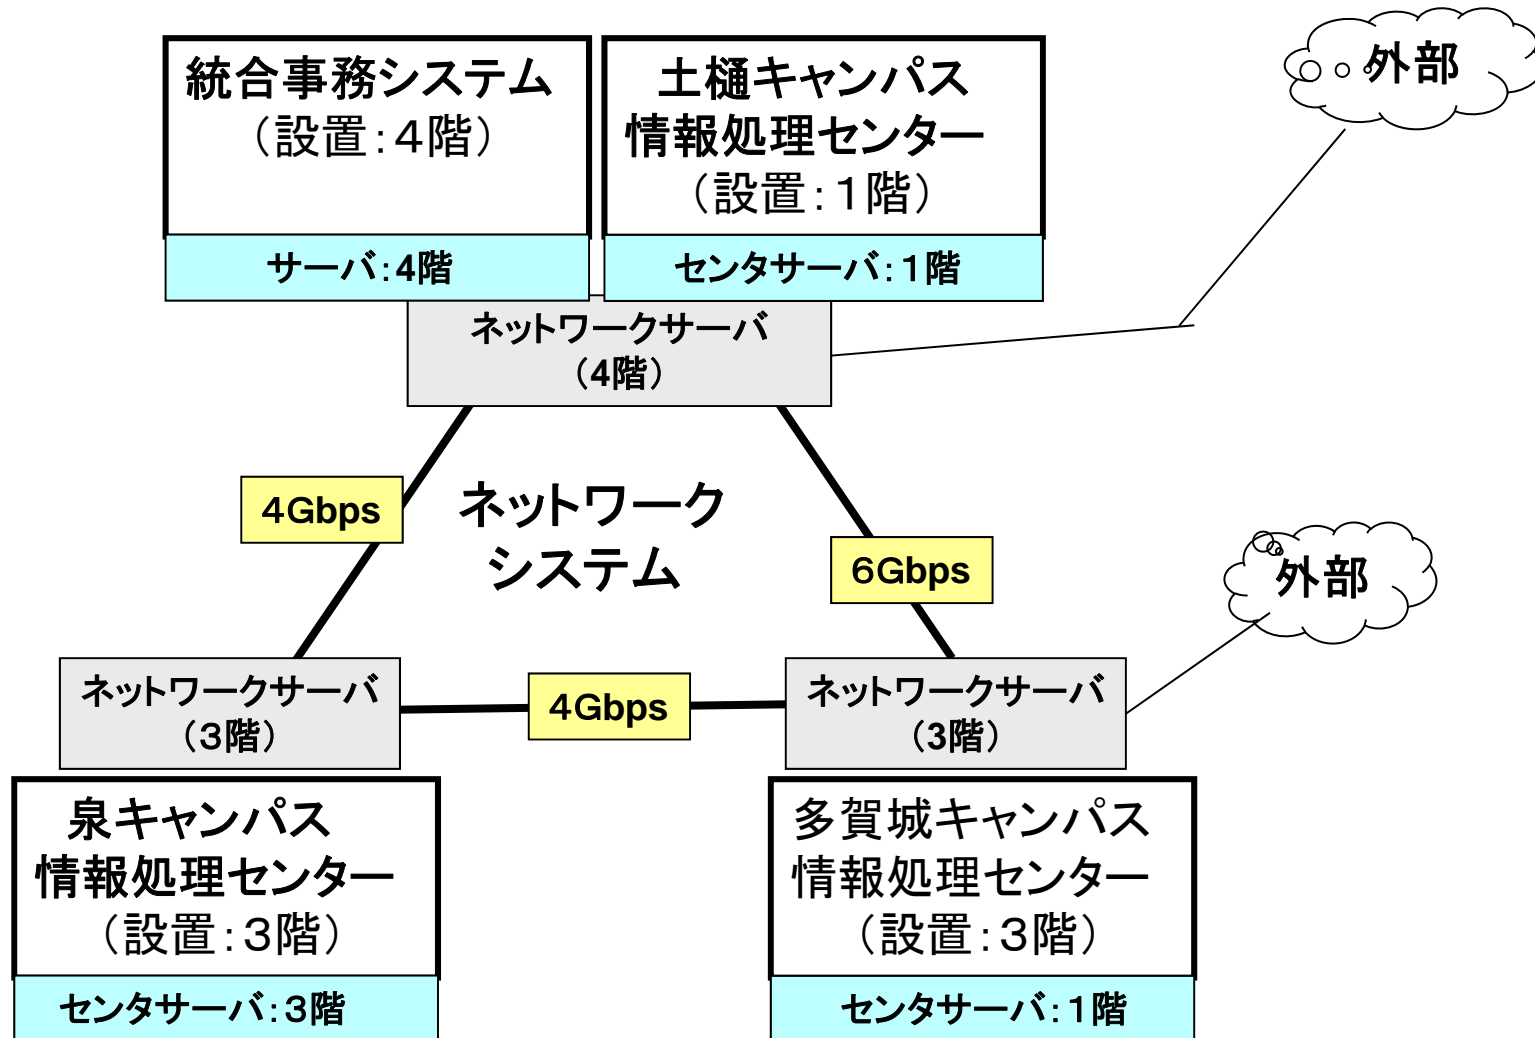 統合事務システム
（設置：４階）
サーバ：4階
土樋キャンパス
情報処理センター
（設置：１階）
センタサーバ：１階
外部
ネットワークサーバ
（4階）
４Gbps
ネットワーク
システム
６Gbps
外部
ネットワークサーバ
（３階）
４Gbps
ネットワークサーバ
（3階）
泉キャンパス
情報処理センター
（設置：３階）
センタサーバ：３階
多賀城キャンパス
情報処理センター
（設置：３階）
センタサーバ：１階